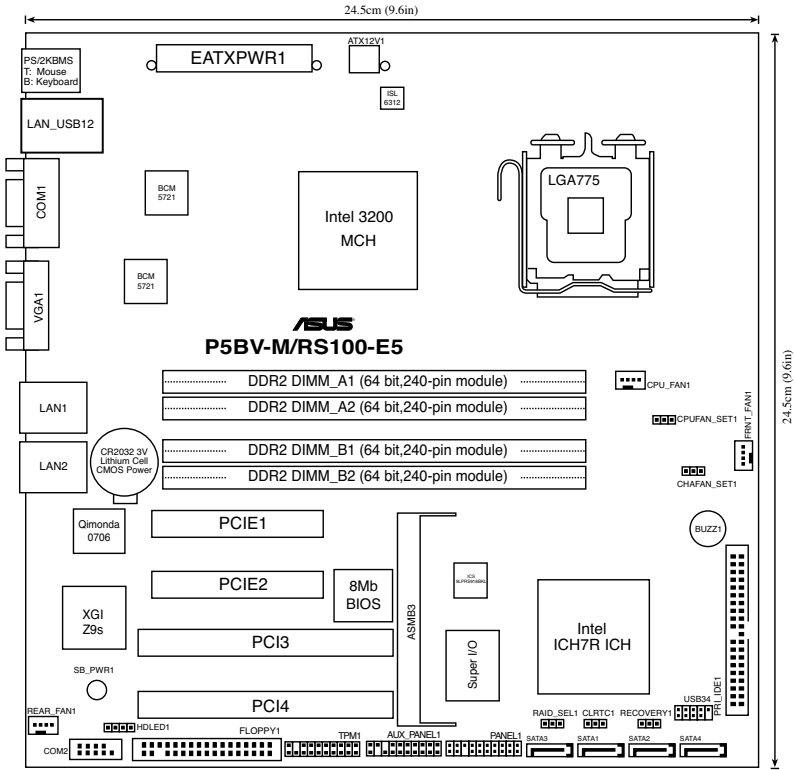 24.5cm (9.6in)
PS/2KBMS
T: Mouse
B: Keyboard
EATXPWR1
ATX12V1
ISL
6312
LAN_USB12
COM1
BCM
5721
Intel 3200
MCH
LGA775
24.5cm (9.6in)
BCM
5721
VGA1
ASUS
P5BV-M/RS100-E5
DDR2 DIMM_A1 (64 bit,240-pin module)
CPU_FAN1
LAN1
DDR2 DIMM_A2 (64 bit,240-pin module)
CPUFAN_SET1
FRNT_FAN1
LAN2
CR2032 3V
Lithium Cell
CMOS Power
DDR2 DIMM_B1 (64 bit,240-pin module)
DDR2 DIMM_B2 (64 bit,240-pin module)
CHAFAN_SET1
Qimonda
0706
PCIE1
BUZZ1
PCIE2
8Mb
BIOS
ASMB3
ICS
XGI
Z9s
PCI3
Super I/O
Intel
ICH7R ICH
SB_PWR1
PCI4
USB34
PRI_IDE1
REAR_FAN1
HDLED1
RAID_SEL1
CLRTC1
RECOVERY1
FLOPPY1
TPM1
AUX_PANEL1
PANEL1
SATA3
SATA1
SATA2
SATA4
COM2